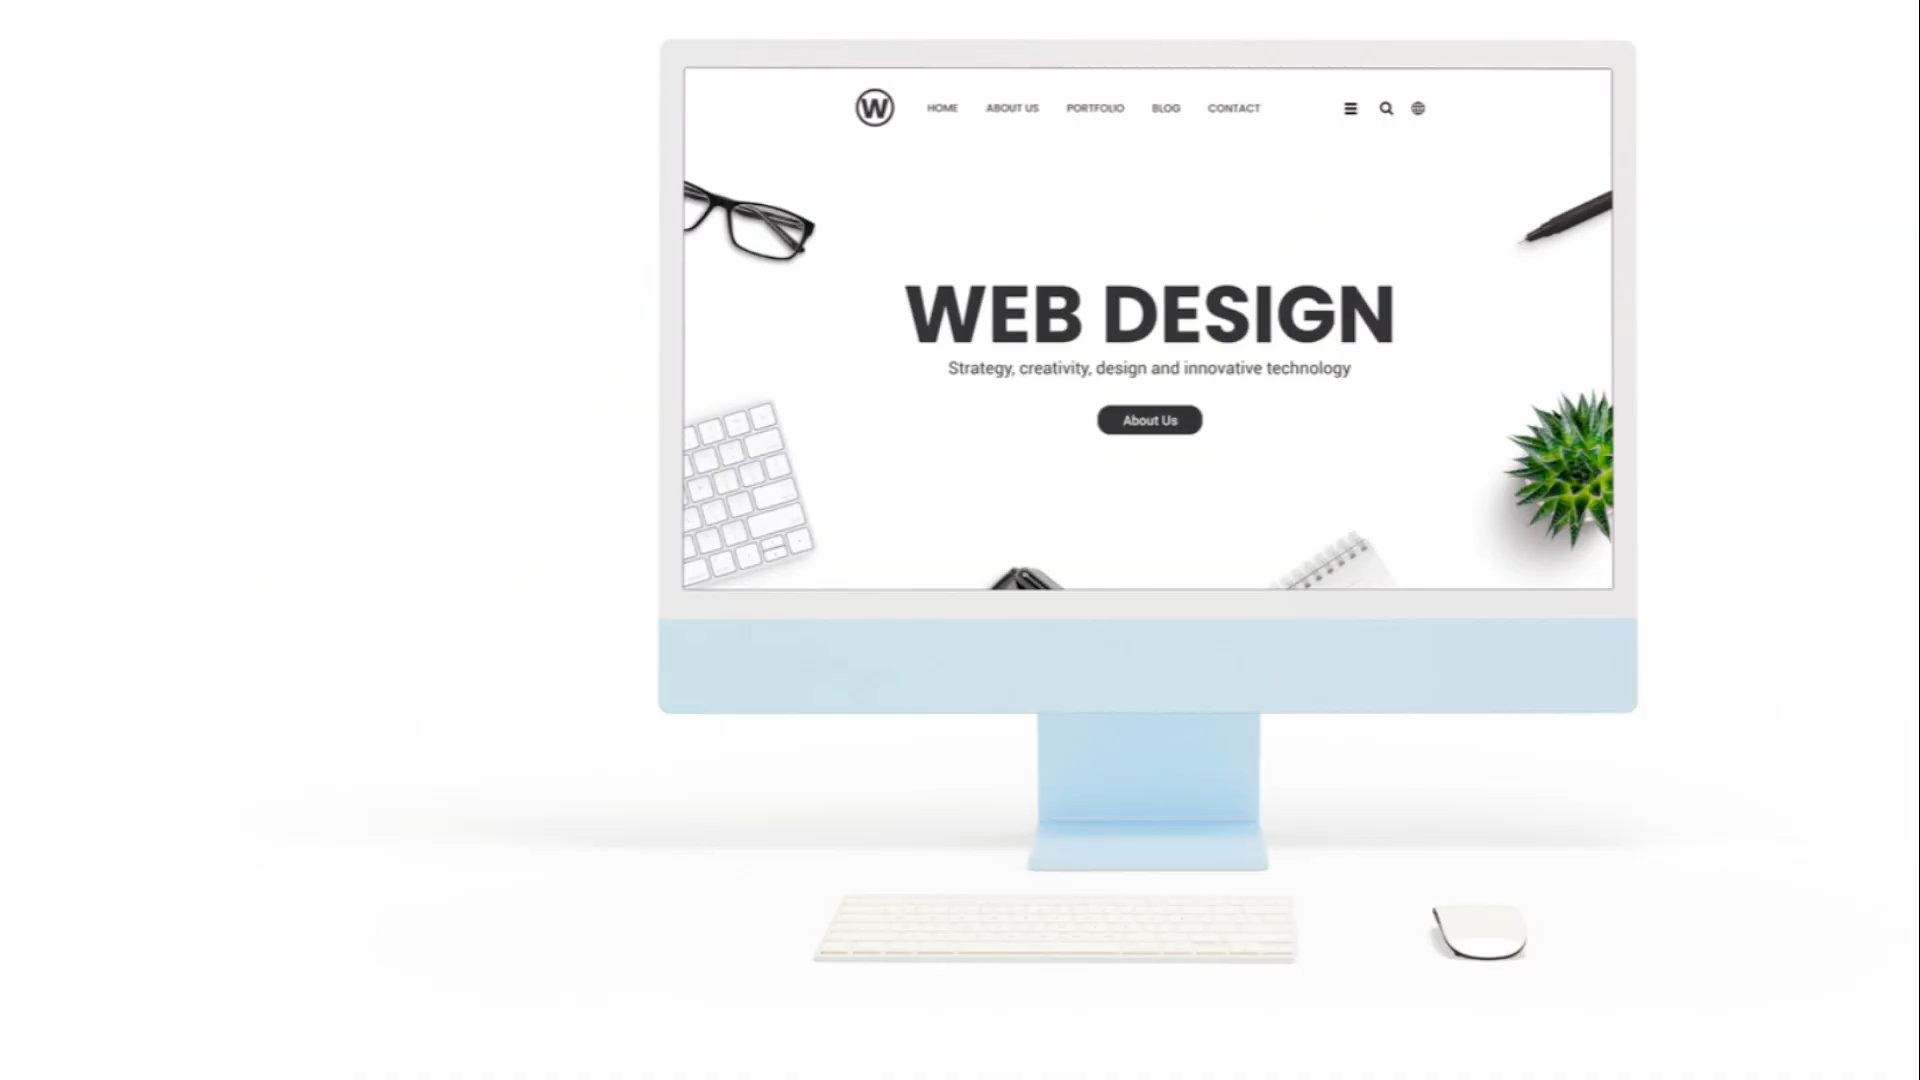 W HOME ABOUT US PORTFOLIO BLOG CONTACT
WEB DESIGN
Strategy, creativity, design and innovative technology
About Us